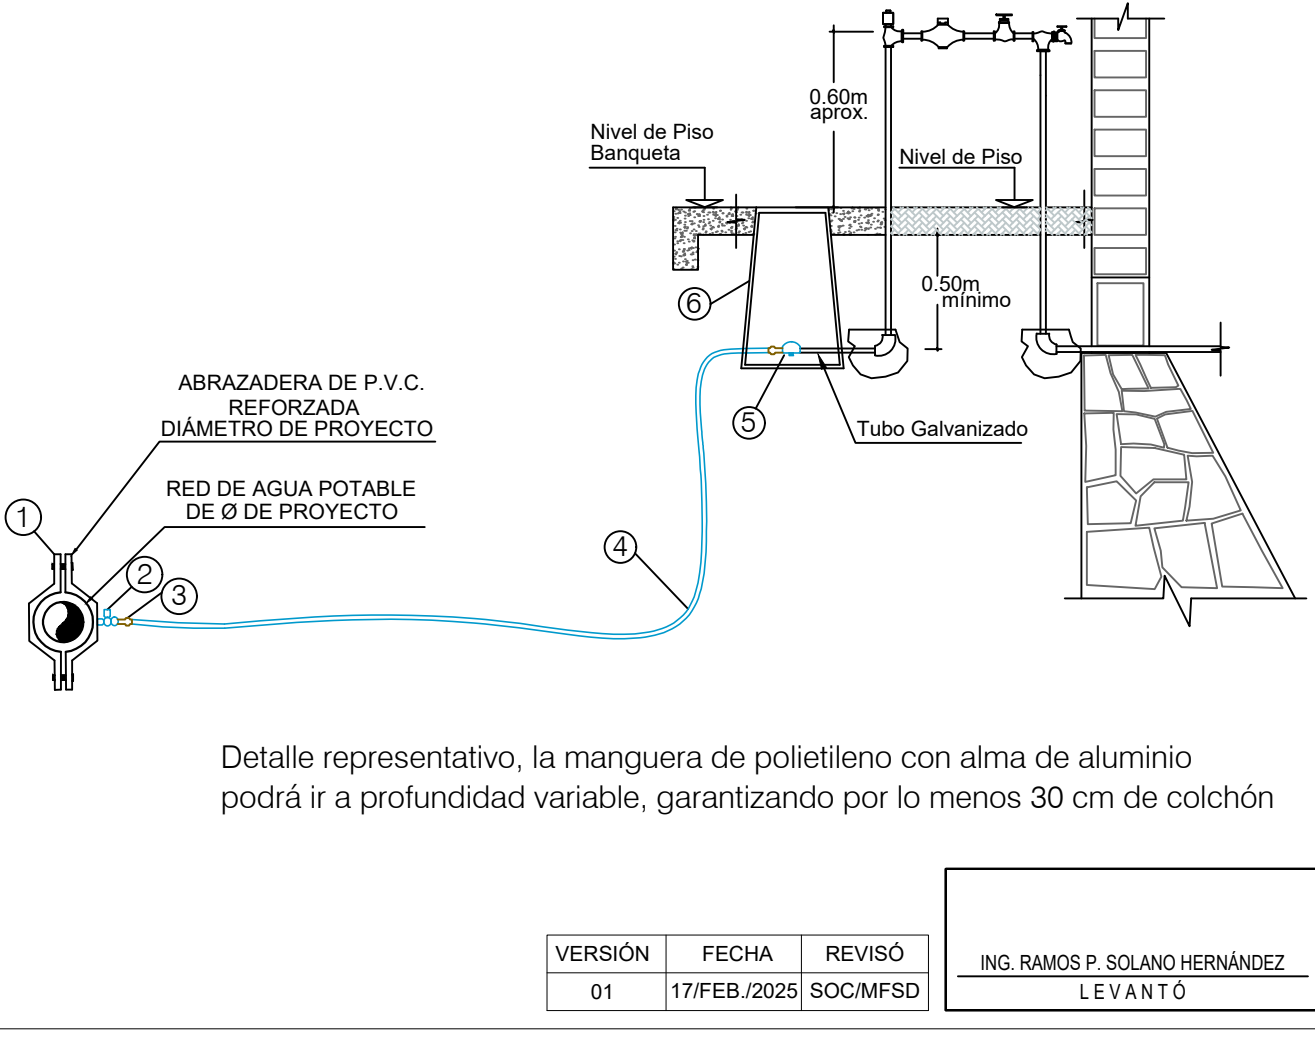 0.60m
aprox.
Nivel de Piso
Banqueta
Nivel de Piso
0.50m
mínimo
6
5
Tubo Galvanizado
ABRAZADERA DE P.V.C.
REFORZADA
DIÁMETRO DE PROYECTO
RED DE AGUA POTABLE
DE Ø DE PROYECTO
1
2
3
4
Detalle representativo, la manguera de polietileno con alma de aluminio
podrá ir a profundidad variable, garantizando por lo menos 30 cm de colchón
VERSIÓN FECHA REVISÓ
01 17/FEB./2025 SOC/MFSD
ING. RAMOS P. SOLANO HERNÁNDEZ
LEVANTÓ